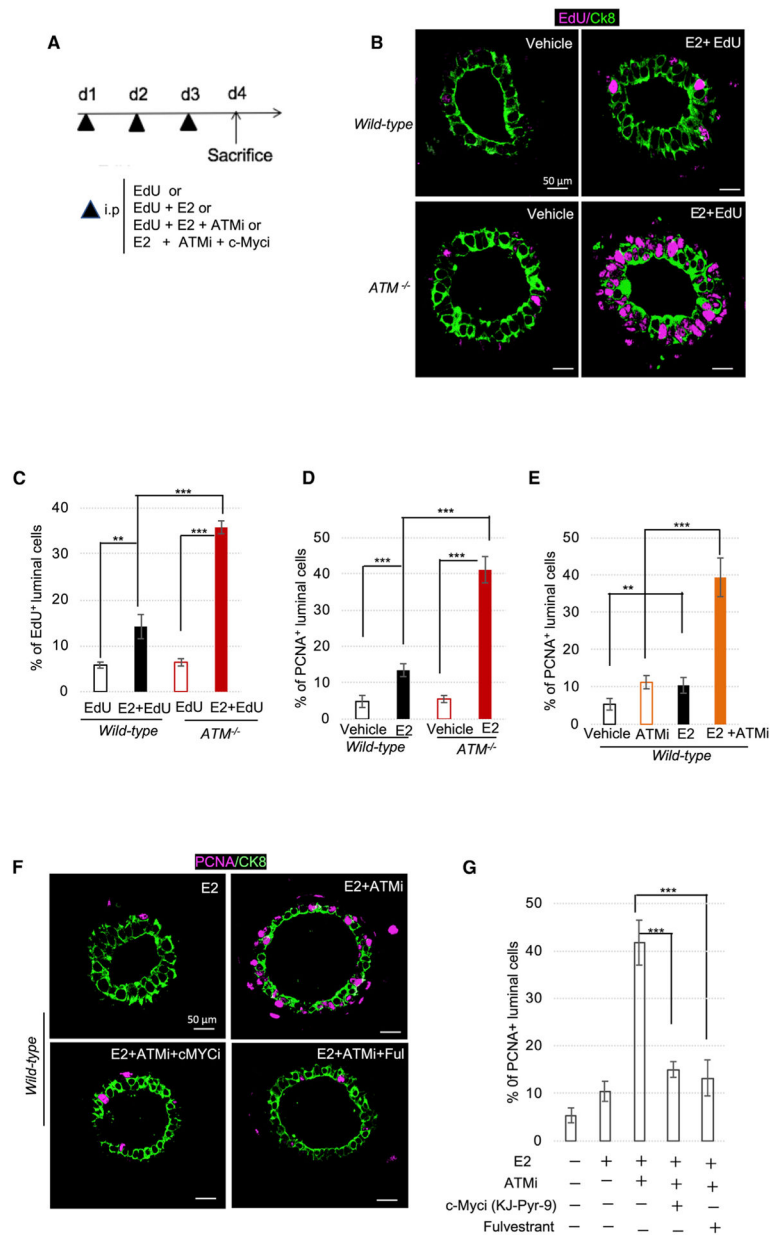 A
d1 d2 d3 d4
Sacrifice
i.p
EdU or
EdU + E2 or
EdU + E2 + ATMi or
E2 + ATMi + c-Myci
B
EdU/Ck8
Vehicle
E2+ EdU
Wild-type
50 µm
Vehicle
E2+EdU
ATM -/-
C
% of EdU+ luminal cells
40
30
20
10
0
**
***
***
EdU E2+EdU EdU E2+EdU
Wild-type ATM-/-
D
% of PCNA+ luminal cells
50
40
30
20
10
0
***
***
***
Vehicle E2 Vehicle E2
Wild-type ATM-/-
E
% of PCNA+ luminal cells
50
40
30
20
10
0
**
***
Vehicle ATMi E2 E2 +ATMi
Wild-type
F
PCNA/CK8
E2
E2+ATMi
50 µm
Wild-type
E2+ATMi+cMYCi
E2+ATMi+Ful
G
% 0f PCNA+ luminal cells
50
40
30
20
10
0
***
***
E2 – + + + +
ATMi – – + + +
c-Myci (KJ-Pyr-9) – – – + –
Fulvestrant – – – – +